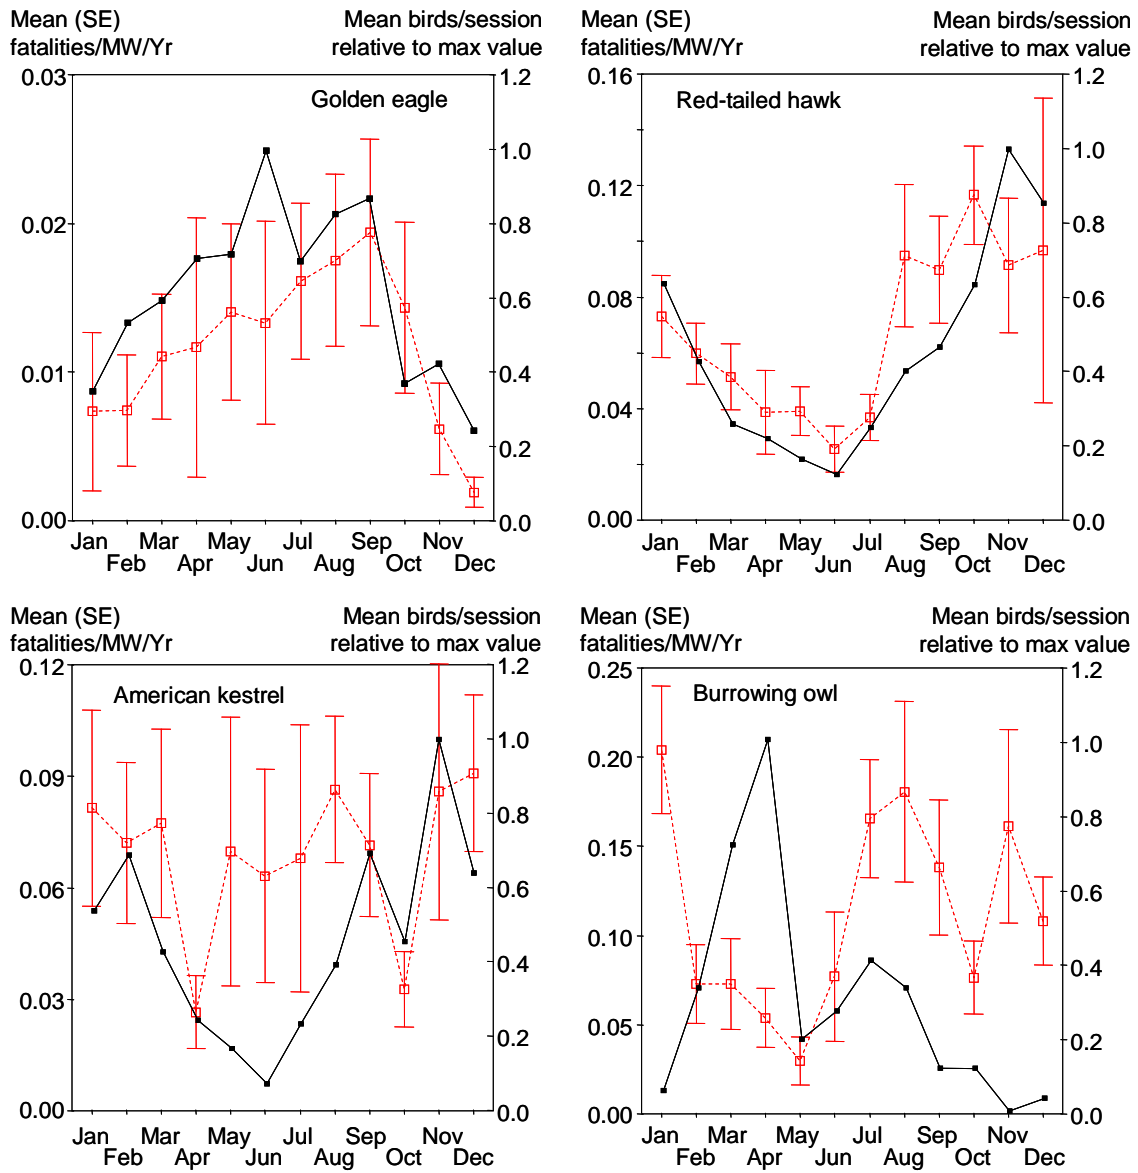 Mean (SE)
fatalities/MW/Yr
Mean birds/session
relative to max value
Golden eagle
0.03
0.02
0.01
0.00
1.2
1.0
0.8
0.6
0.4
0.2
0.0
Jan Mar May Jul Sep Nov
Feb Apr Jun Aug Oct Dec
Mean (SE)
fatalities/MW/Yr
Mean birds/session
relative to max value
Red-tailed hawk
0.16
0.12
0.08
0.04
0.00
1.2
1.0
0.8
0.6
0.4
0.2
0.0
Jan Mar May Jul Sep Nov
Feb Apr Jun Aug Oct Dec
Mean (SE)
fatalities/MW/Yr
Mean birds/session
relative to max value
American kestrel
0.12
0.09
0.06
0.03
0.00
1.2
1.0
0.8
0.6
0.4
0.2
0.0
Jan Mar May Jul Sep Nov
Feb Apr Jun Aug Oct Dec
Mean (SE)
fatalities/MW/Yr
Mean birds/session
relative to max value
Burrowing owl
0.25
0.20
0.15
0.10
0.05
0.00
1.2
1.0
0.8
0.6
0.4
0.2
0.0
Jan Mar May Jul Sep Nov
Feb Apr Jun Aug Oct Dec